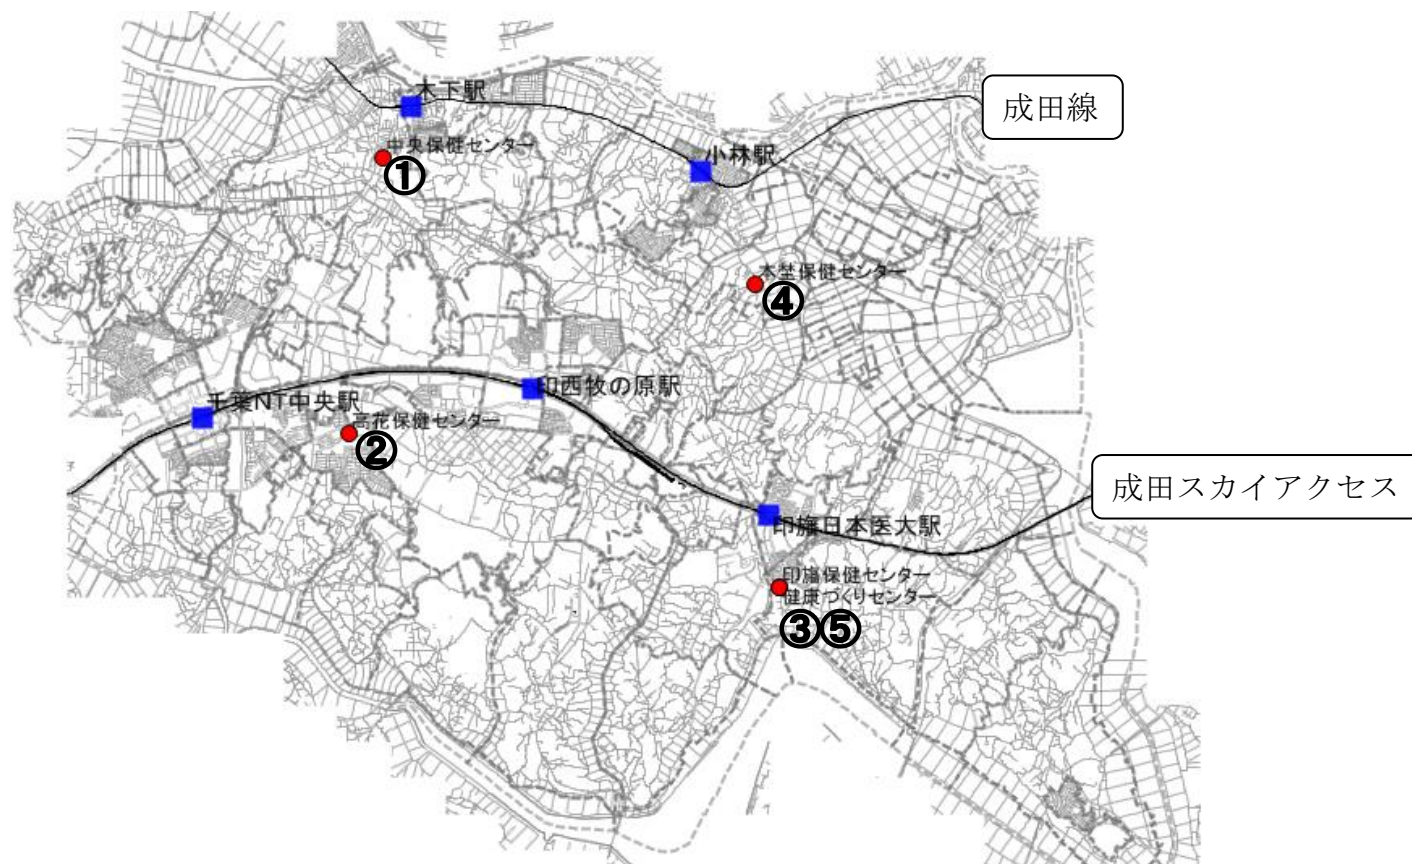 木下駅
成田線
中央保健センター
①
小林駅
本埜保健センター
④
印西牧の原駅
千葉NT中央駅
高花保健センター
②
成田スカイアクセス
印旛日本医大駅
印旛保健センター
健康づくりセンター
③⑤